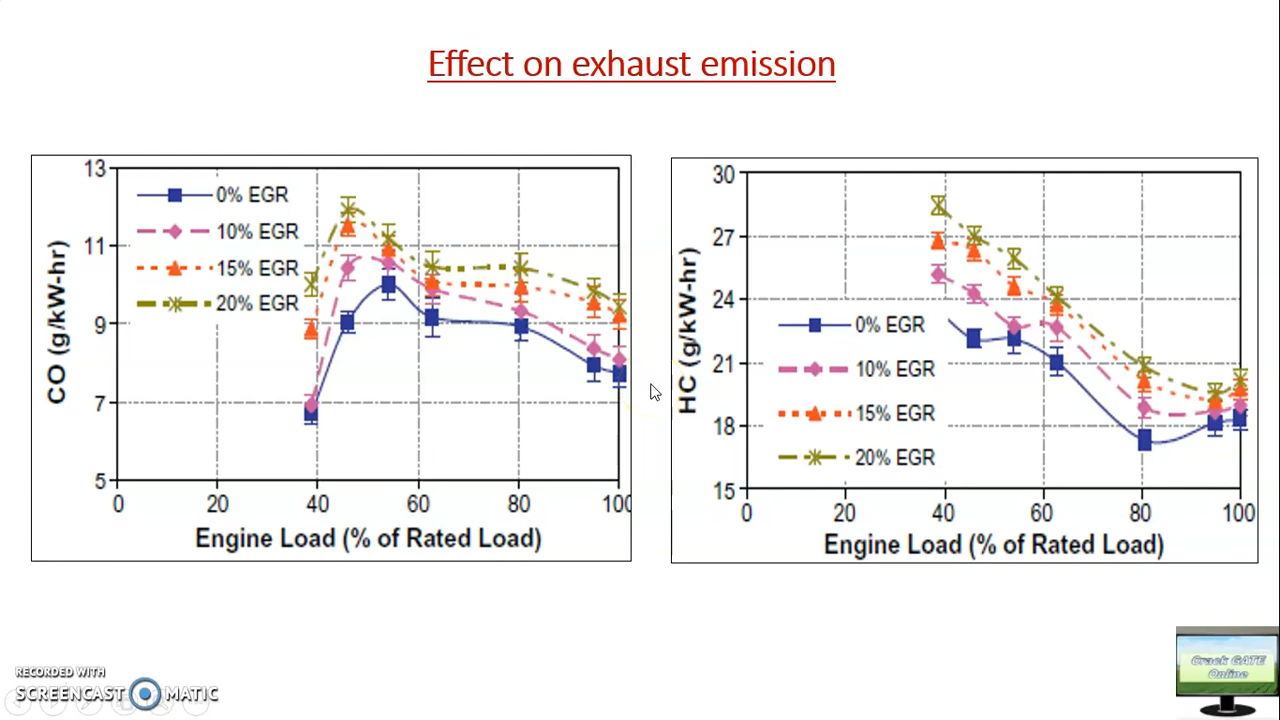 Effect on exhaust emission
13
11
9
7
5
CO (g/kW-hr)
0% EGR
10% EGR
15% EGR
20% EGR
0 20 40 60 80 100
Engine Load (% of Rated Load)
30
27
24
21
18
15
HC (g/kW-hr)
0% EGR
10% EGR
15% EGR
20% EGR
0 20 40 60 80 100
Engine Load (% of Rated Load)
RECORDED WITH
SCREENCAST MATIC
Crack GATE
Online